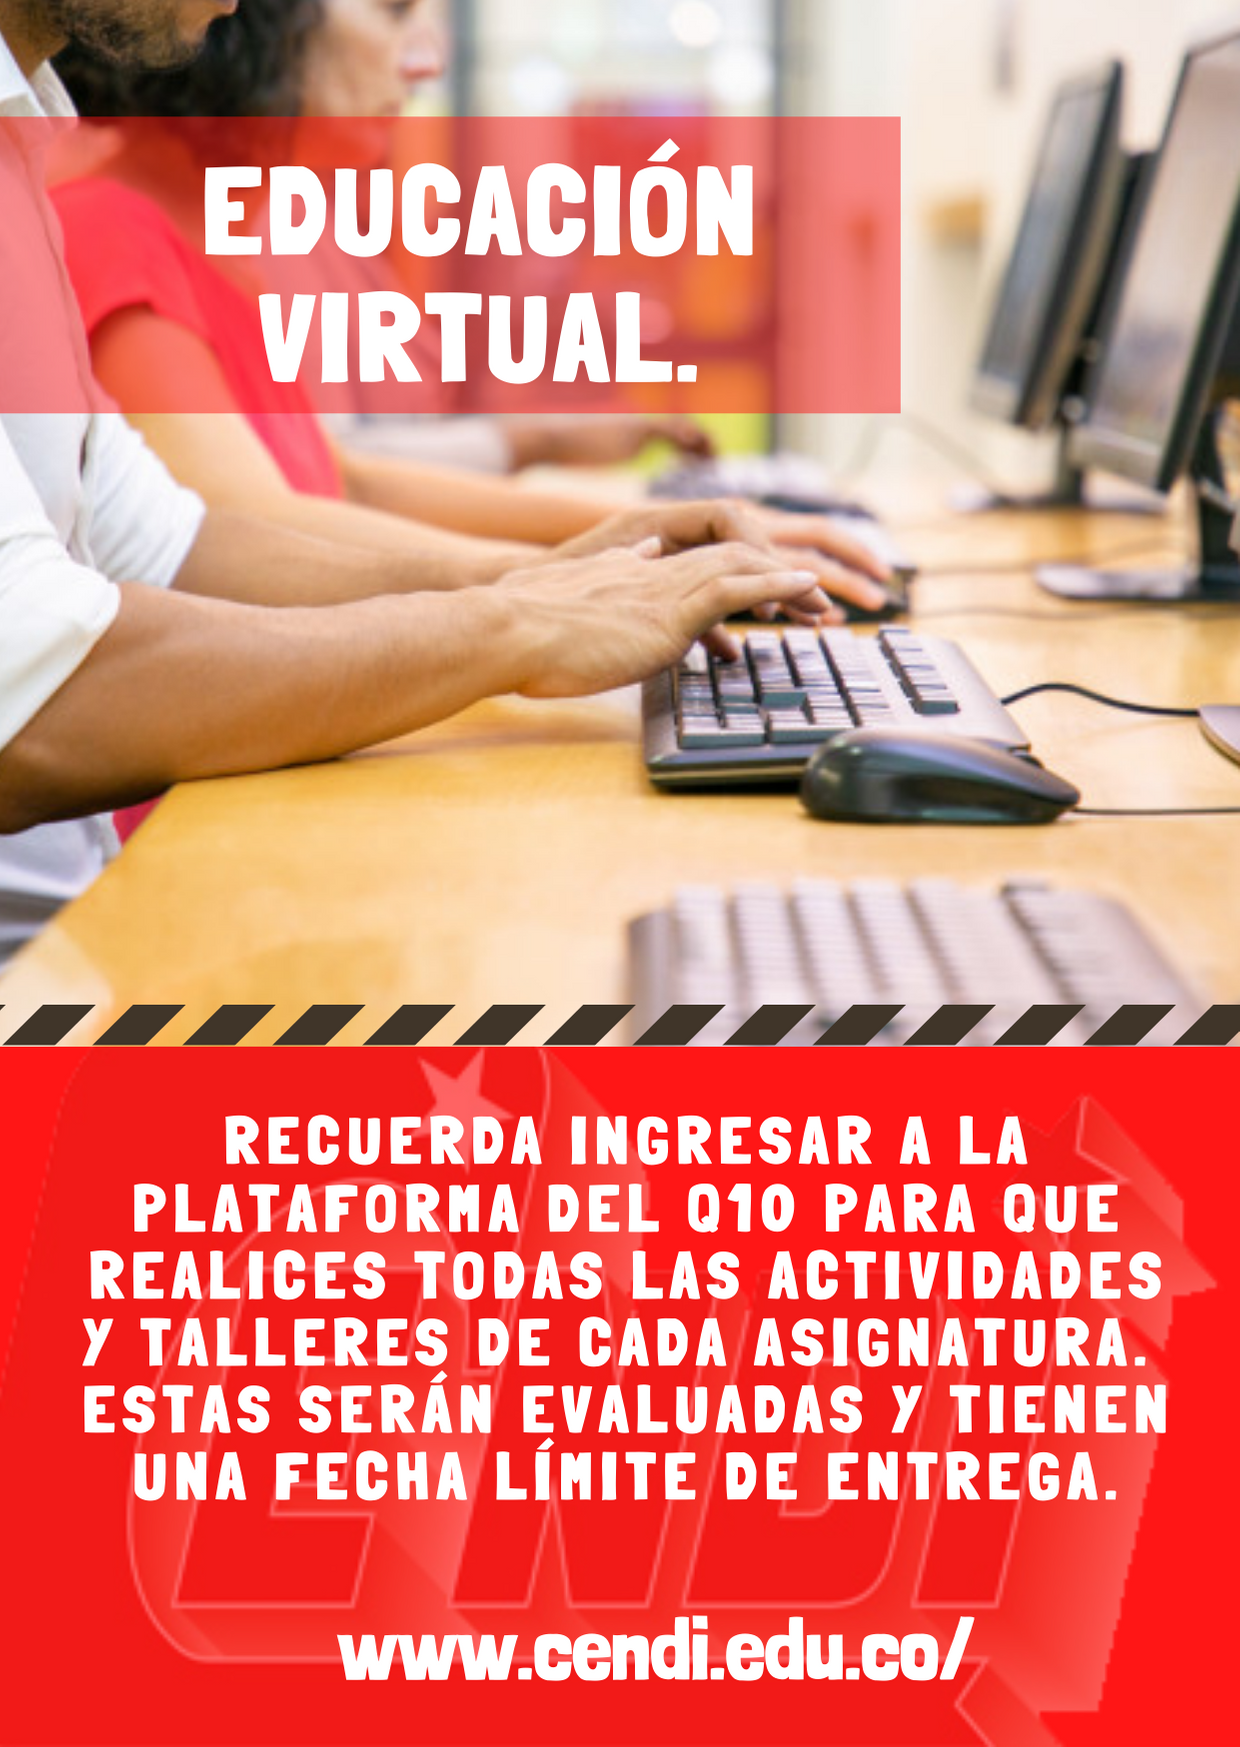 EDUCACIÓN
VIRTUAL.
RECUERDA INGRESAR A LA
PLATAFORMA DEL Q10 PARA QUE
REALICES TODAS LAS ACTIVIDADES
Y TALLERES DE CADA ASIGNATURA.
ESTAS SERÁN EVALUADAS Y TIENEN
UNA FECHA LÍMITE DE ENTREGA.
CENDI
www.cendi.edu.co/